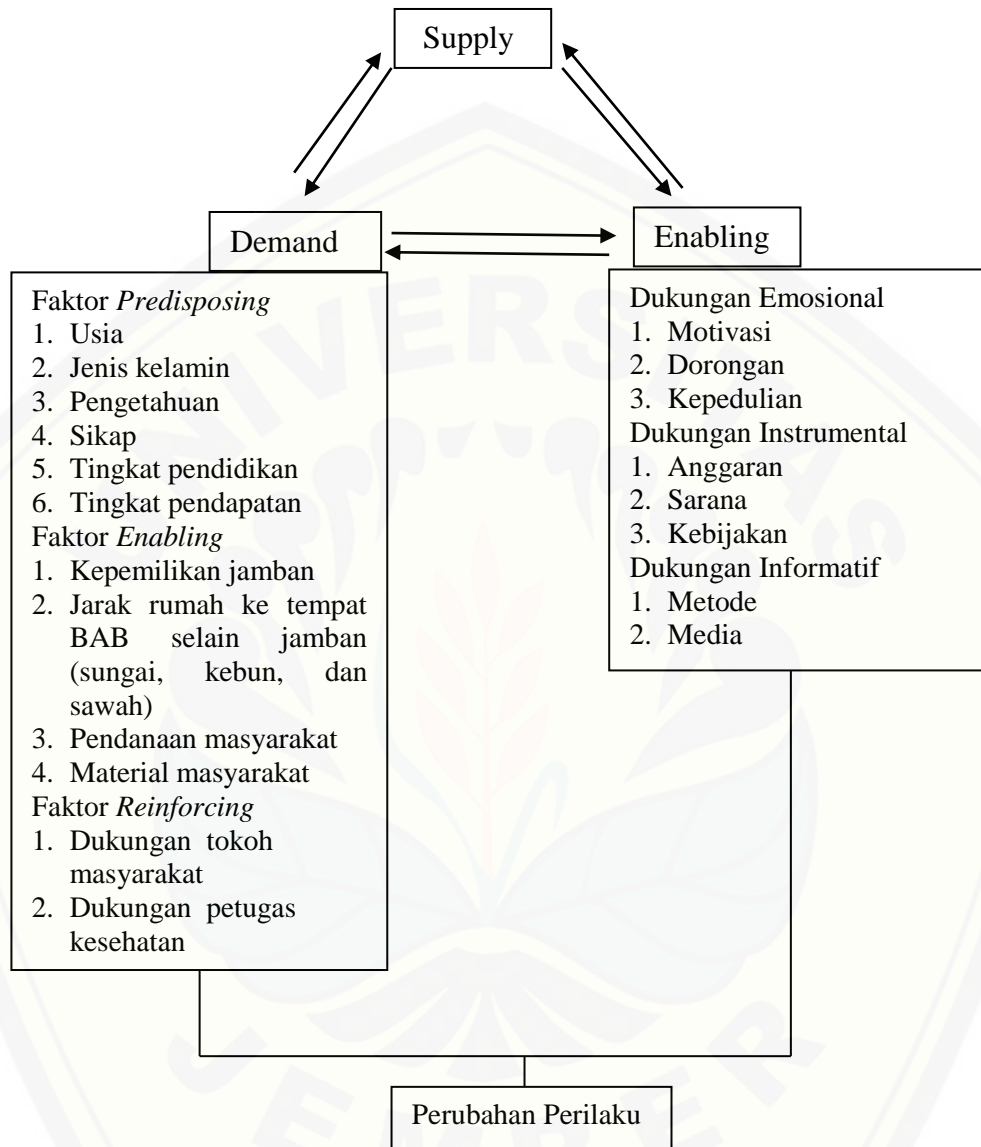 Supply
Demand
Enabling
Faktor Predisposing
1. Usia
2. Jenis kelamin
3. Pengetahuan
4. Sikap
5. Tingkat pendidikan
6. Tingkat pendapatan
Faktor Enabling
1. Kepemilikan jamban
2. Jarak rumah ke tempat
BAB selain jamban
(sungai, kebun, dan
sawah)
3. Pendanaan masyarakat
4. Material masyarakat
Faktor Reinforcing
1. Dukungan tokoh
masyarakat
2. Dukungan petugas
kesehatan
Dukungan Emosional
1. Motivasi
2. Dorongan
3. Kepedulian
Dukungan Instrumental
1. Anggaran
2. Sarana
3. Kebijakan
Dukungan Informatif
1. Metode
2. Media
Perubahan Perilaku
UNIVERSITAS
JEMBER